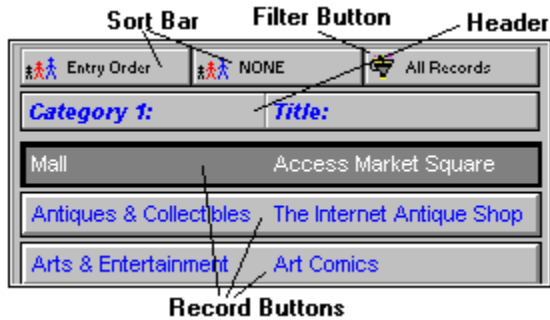 Sort Bar Filter Button Header
Entry Order NONE All Records
Category 1: Title:
Mall Access Market Square
Antiques & Collectibles The Internet Antique Shop
Arts & Entertainment Art Comics
Record Buttons